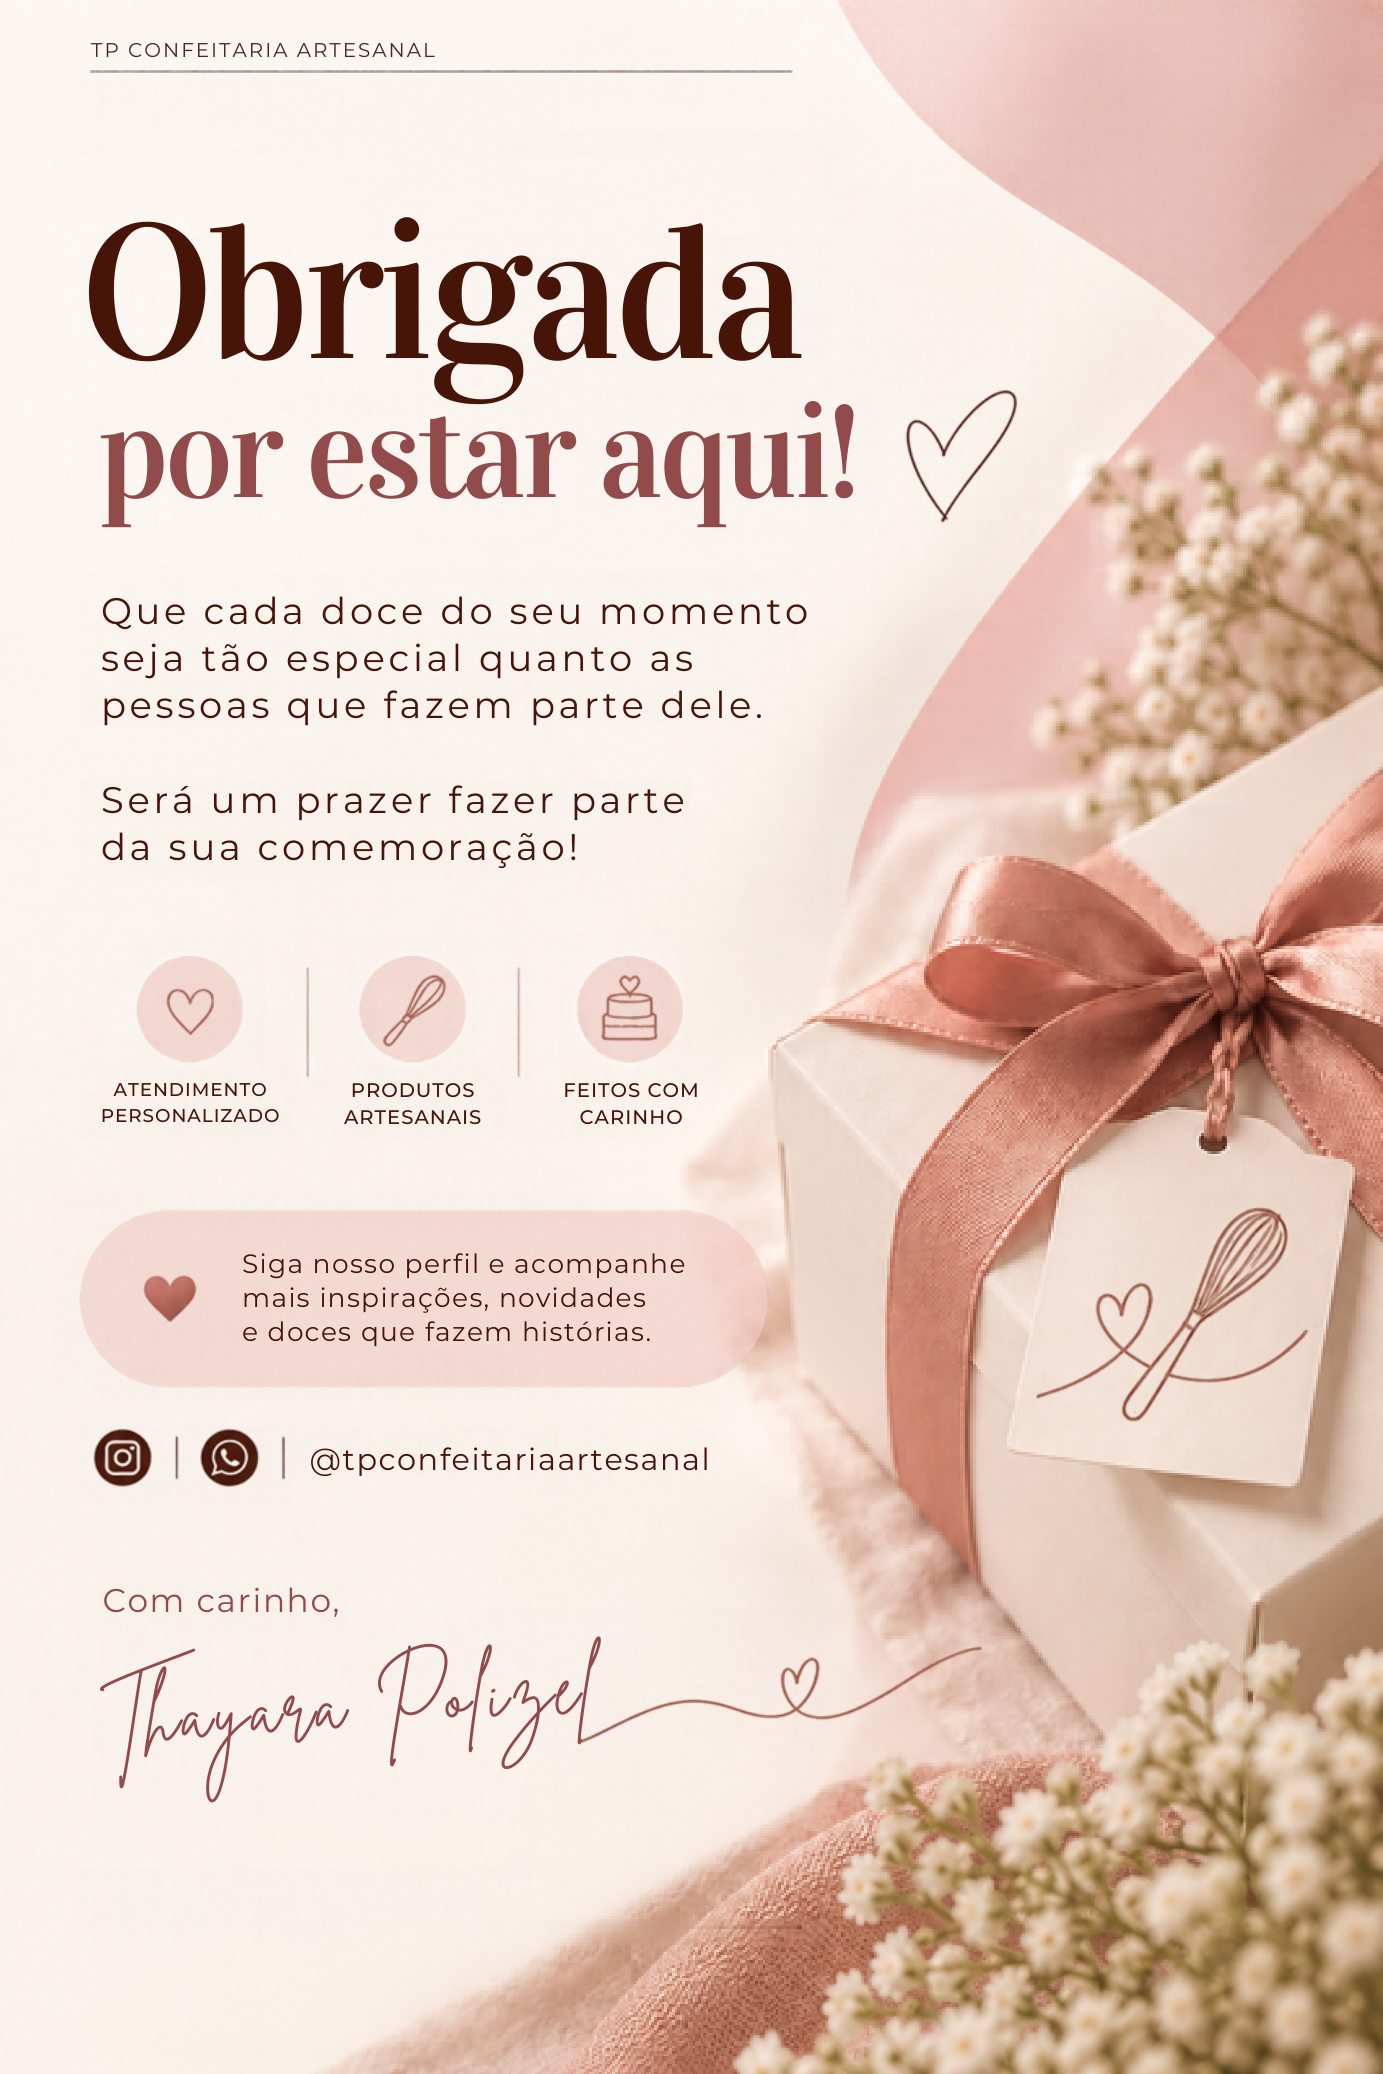 TP CONFEITARIA ARTESANAL
Obrigada
por estar aqui!
Que cada doce do seu momento
seja tão especial quanto as
pessoas que fazem parte dele.
Será um prazer fazer parte
da sua comemoração!
ATENDIMENTO
PERSONALIZADO
PRODUTOS
ARTESANAIS
FEITOS COM
CARINHO
Siga nosso perfil e acompanhe
mais inspirações, novidades
e doces que fazem histórias.
@tpconfeitariaartesanal
Com carinho,
Thayara Polizel